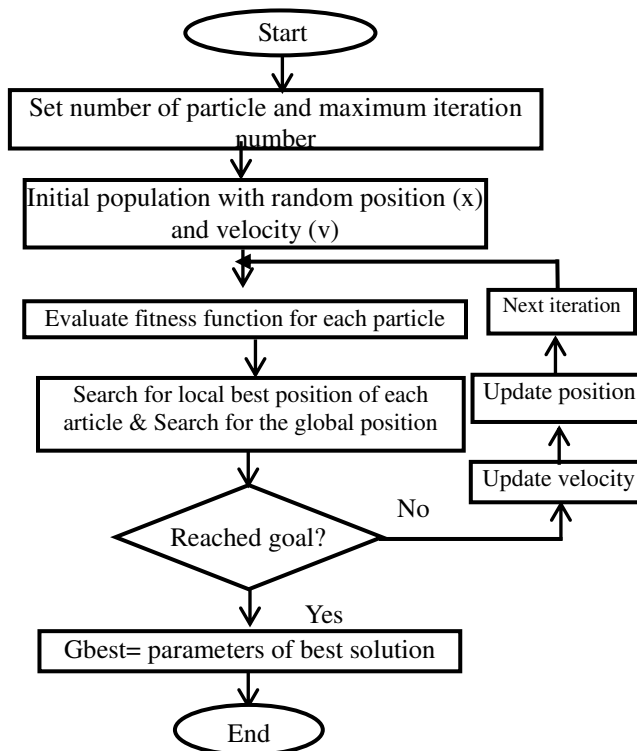 Start
Set number of particle and maximum iteration
number
Initial population with random position (x)
and velocity (v)
Evaluate fitness function for each particle
Next iteration
Search for local best position of each
article & Search for the global position
Update position
Update velocity
No
Reached goal?
Yes
Gbest= parameters of best solution
End